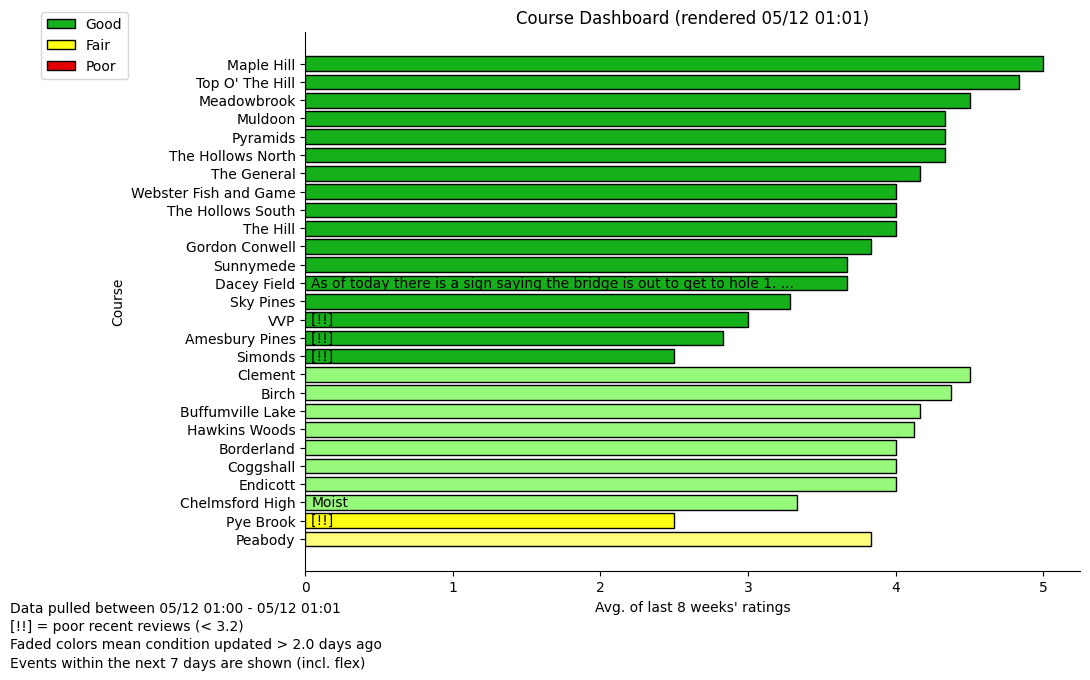 Course Dashboard (rendered 05/12 01:01)
Good
Fair
Poor
Course
Maple Hill
Top O' The Hill
Meadowbrook
Muldoon
Pyramids
The Hollows North
The General
Webster Fish and Game
The Hollows South
The Hill
Gordon Conwell
Sunnymede
Dacey Field As of today there is a sign saying the bridge is out to get to hole 1. ...
Sky Pines
VVP [!!]
Amesbury Pines [!!]
Simonds [!!]
Clement
Birch
Buffumville Lake
Hawkins Woods
Borderland
Coggshall
Endicott
Chelmsford High Moist
Pye Brook [!!]
Peabody
0 1 2 3 4 5
Avg. of last 8 weeks' ratings
Data pulled between 05/12 01:00 - 05/12 01:01
[!!] = poor recent reviews (< 3.2)
Faded colors mean condition updated > 2.0 days ago
Events within the next 7 days are shown (incl. flex)